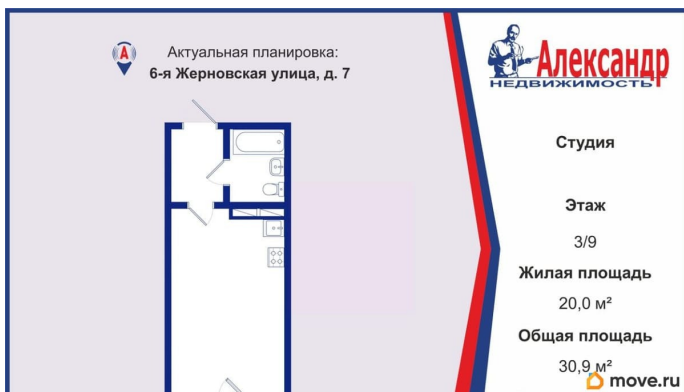 Актуальная планировка:
6-я Жерновская улица, д. 7
А
Александр
НЕДВИЖИМОСТЬ
Студия
Этаж
3/9
Жилая площадь
20,0 м²
Общая площадь
30,9 м²
move.ru